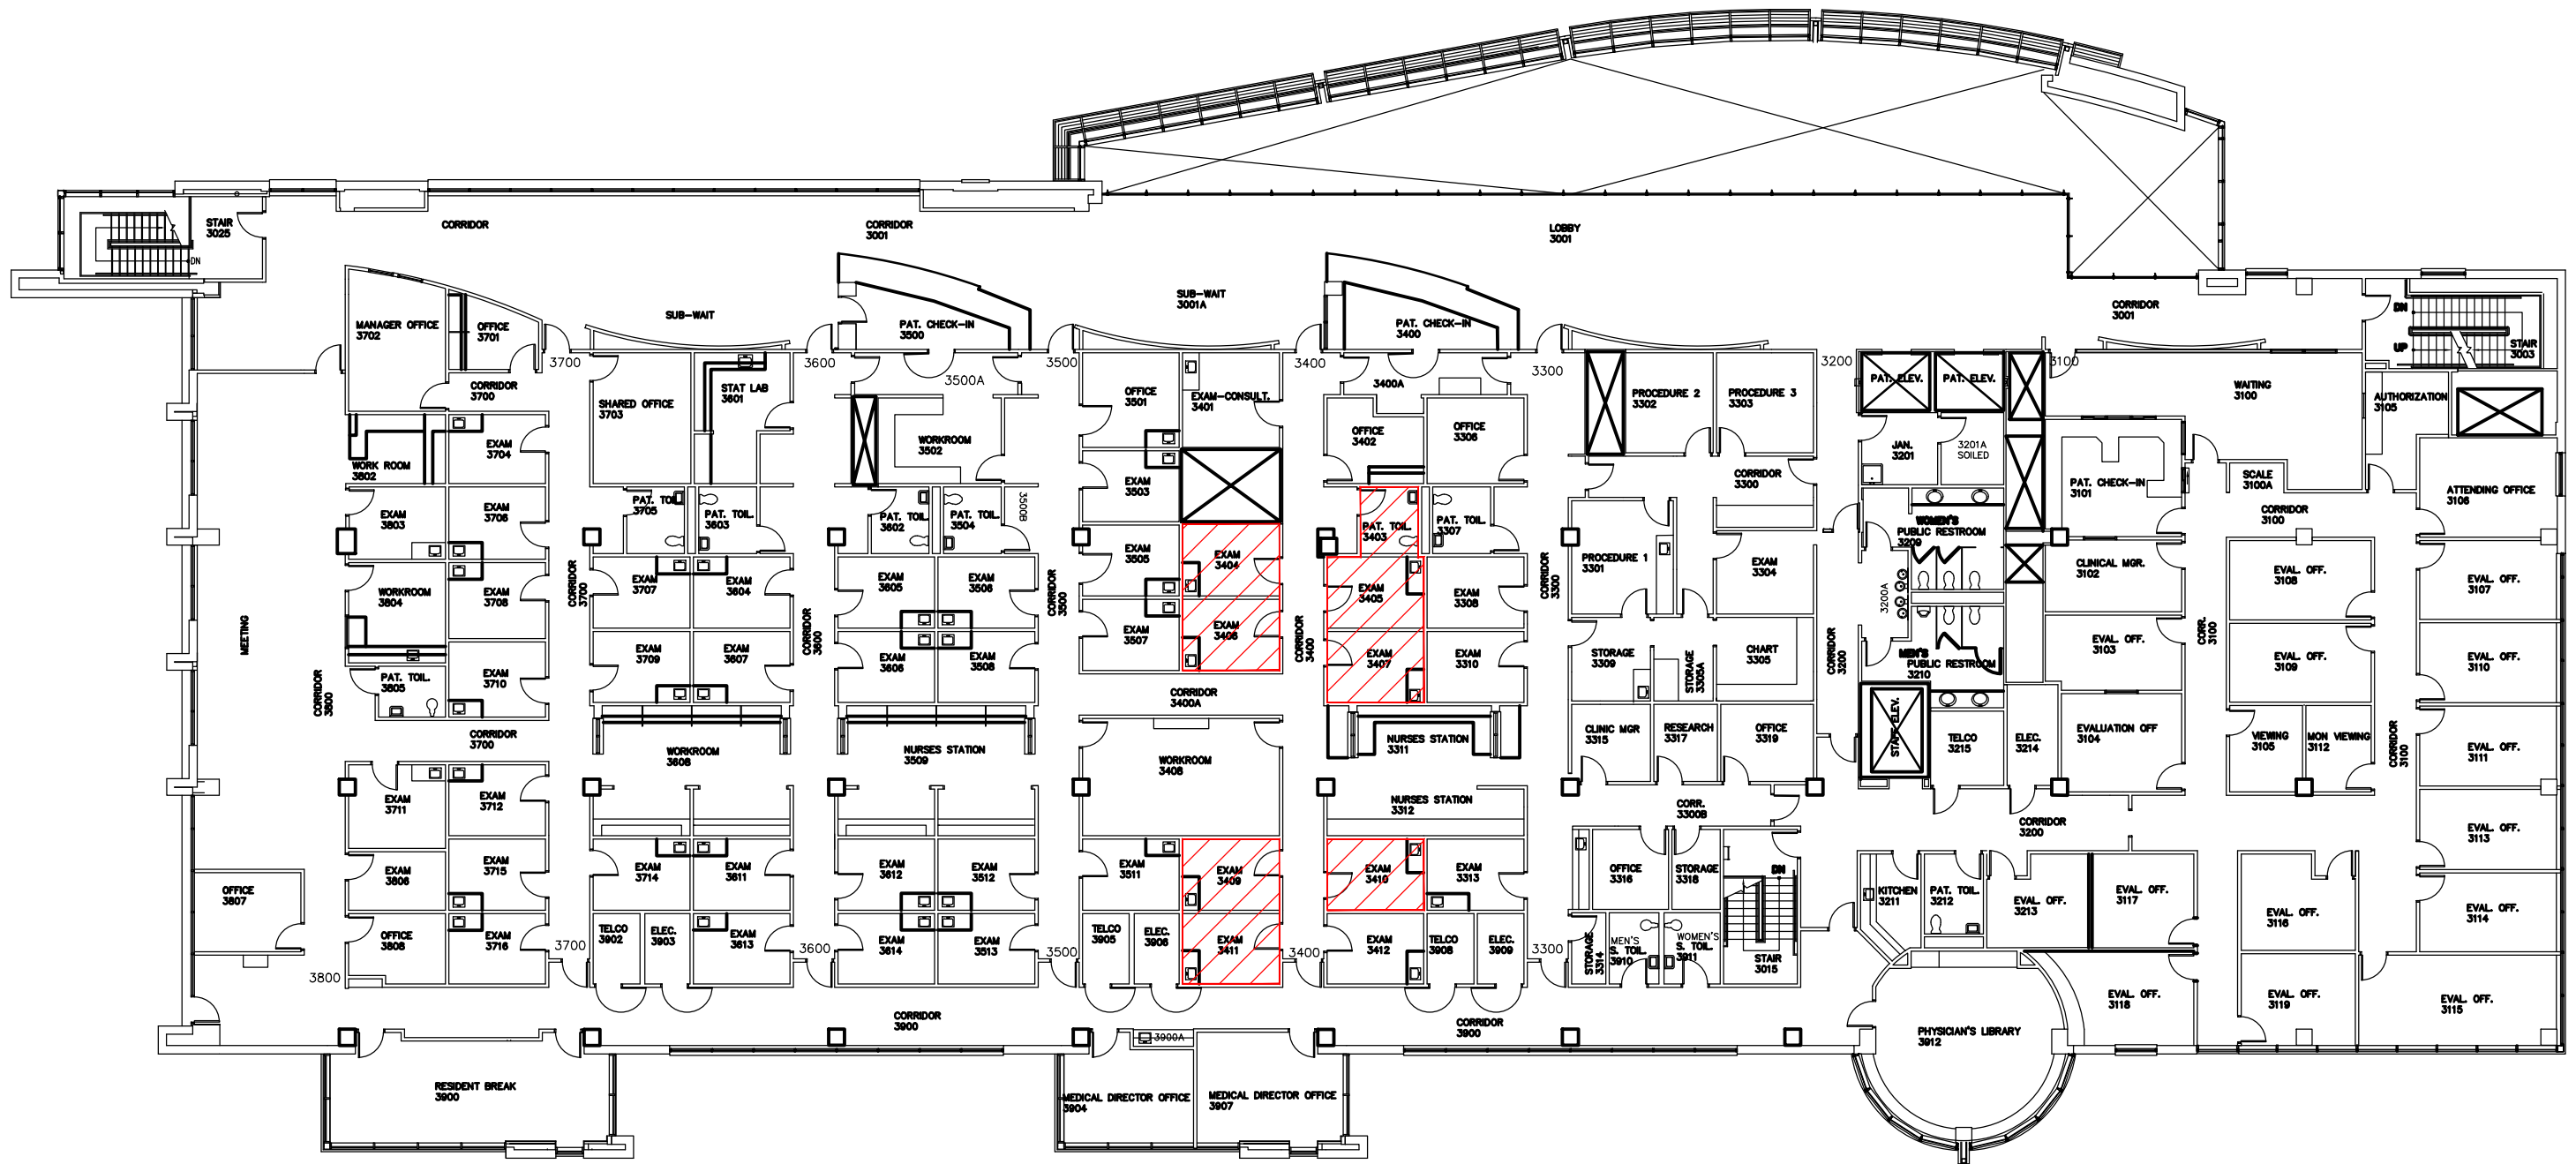 STAIR
3025
DN
CORRIDOR
CORRIDOR
3001
LOBBY
3001
SUB-WAIT
SUB-WAIT
3001A
CORRIDOR
3001
DN
UP
STAIR
3003
MANAGER OFFICE
3702
OFFICE
3701
PAT. CHECK-IN
3500
PAT. CHECK-IN
3400
3700
3600
3500A
3500
3400
3400A
3300
3200
3100
CORRIDOR
3700
SHARED OFFICE
3703
STAT LAB
3601
OFFICE
3501
EXAM-CONSULT.
3401
PROCEDURE 2
3302
PROCEDURE 3
3303
PAT. ELEV.
PAT. ELEV.
WAITING
3100
AUTHORIZATION
3105
WORK ROOM
3802
EXAM
3704
WORKROOM
3502
EXAM
3503
OFFICE
3402
OFFICE
3306
CORRIDOR
3300
JAN.
3201
3201A
SOILED
PAT. CHECK-IN
3101
SCALE
3100A
CORRIDOR
3100
ATTENDING OFFICE
3106
EXAM
3803
EXAM
3706
PAT. TOIL.
3705
PAT. TOIL.
3603
PAT. TOIL.
3602
PAT. TOIL.
3504
3500B
PAT. TOIL.
3403
PAT. TOIL.
3307
WOMEN'S
PUBLIC RESTROOM
3209
EXAM
3505
EXAM
3404
PROCEDURE 1
3301
EXAM
3304
CLINICAL MGR.
3102
EVAL. OFF.
3108
EVAL. OFF.
3107
WORKROOM
3804
EXAM
3708
CORRIDOR
3700
EXAM
3707
EXAM
3604
CORRIDOR
3600
EXAM
3605
EXAM
3506
CORRIDOR
3500
EXAM
3507
EXAM
3406
CORRIDOR
3400
EXAM
3405
EXAM
3308
CORRIDOR
3300
3200A
MEETING
CORRIDOR
3800
PAT. TOIL.
3805
EXAM
3710
EXAM
3709
EXAM
3607
EXAM
3606
EXAM
3508
EXAM
3407
EXAM
3310
STORAGE
3309
STORAGE
3305A
CHART
3305
CORRIDOR
3200
MEN'S
PUBLIC RESTROOM
3210
EVAL. OFF.
3103
CORR.
3100
EVAL. OFF.
3109
EVAL. OFF.
3110
CORRIDOR
3400A
CORRIDOR
3700
WORKROOM
3608
NURSES STATION
3509
WORKROOM
3408
NURSES STATION
3311
CLINIC MGR
3315
RESEARCH
3317
OFFICE
3319
STAFF ELEV.
TELCO
3215
ELEC.
3214
EVALUATION OFF
3104
VIEWING
3105
MON VIEWING
3112
CORRIDOR
3100
EVAL. OFF.
3111
EXAM
3711
EXAM
3712
NURSES STATION
3312
CORR.
3300B
CORRIDOR
3200
EVAL. OFF.
3113
OFFICE
3807
EXAM
3806
EXAM
3715
EXAM
3714
EXAM
3611
EXAM
3612
EXAM
3512
EXAM
3511
EXAM
3409
EXAM
3410
EXAM
3313
OFFICE
3316
STORAGE
3318
DN
KITCHEN
3211
PAT. TOIL.
3212
EVAL. OFF.
3213
EVAL. OFF.
3117
EVAL. OFF.
3116
EVAL. OFF.
3114
OFFICE
3808
EXAM
3716
3700
TELCO
3902
ELEC.
3903
EXAM
3613
3600
EXAM
3614
EXAM
3513
3500
TELCO
3905
ELEC.
3906
EXAM
3411
3400
EXAM
3412
TELCO
3908
ELEC.
3909
3300
STORAGE
3314
MEN'S
S. TOIL.
3910
WOMEN'S
S. TOIL.
3911
STAIR
3015
3800
CORRIDOR
3900
3900A
CORRIDOR
3900
PHYSICIAN'S LIBRARY
3912
EVAL. OFF.
3118
EVAL. OFF.
3119
EVAL. OFF.
3115
RESIDENT BREAK
3900
MEDICAL DIRECTOR OFFICE
3904
MEDICAL DIRECTOR OFFICE
3907